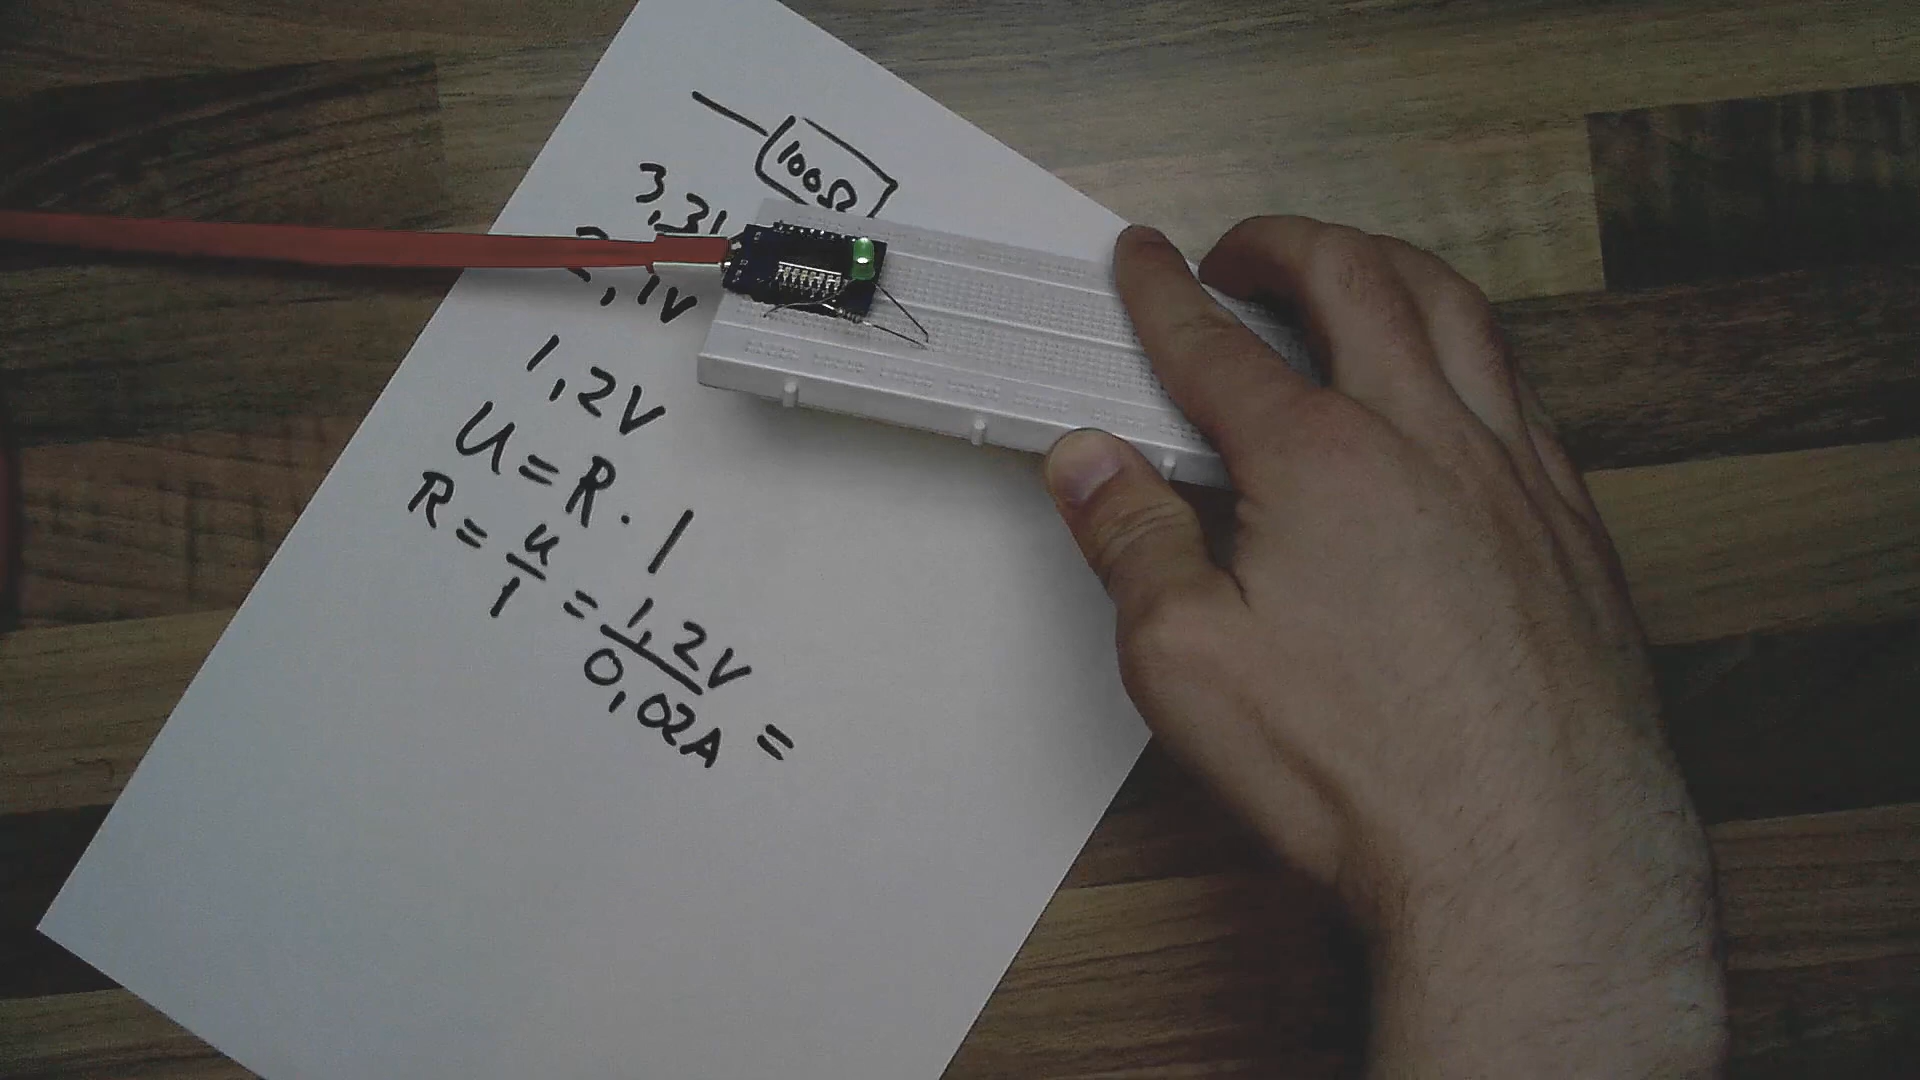 100Ω
3,3V
2,1V
1,2V
U = R · I
R = U/I = 1,2V/0,02A =